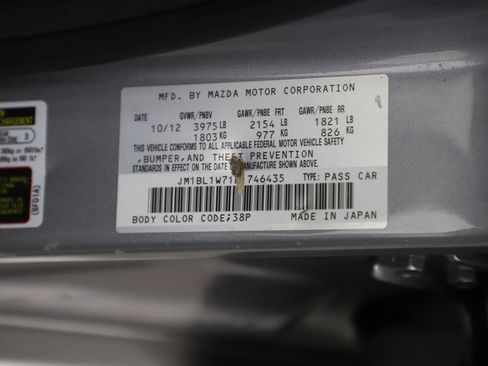 MFD. BY MAZDA MOTOR CORPORATION
GVWR/PNBV GAWR/PNBE FRT GAWR/PNBE RR
10/12 3975LB 2154 LB 1821 LB
1803 KG 977 KG 826 KG
THIS VEHICLE CONFORMS TO ALL APPLICABLE FEDERAL MOTOR VEHICLE SAFETY
,BUMPER,AND THEFT PREVENTION
STANDARDS IN EFFECT ON THE DATE OF MANUFACTURE SHOWN ABOVE.
JM1BL1W71 746435 TYPE: PASS CAR
BODY COLOR CODE;38P MADE IN JAPAN
(BFD1A)